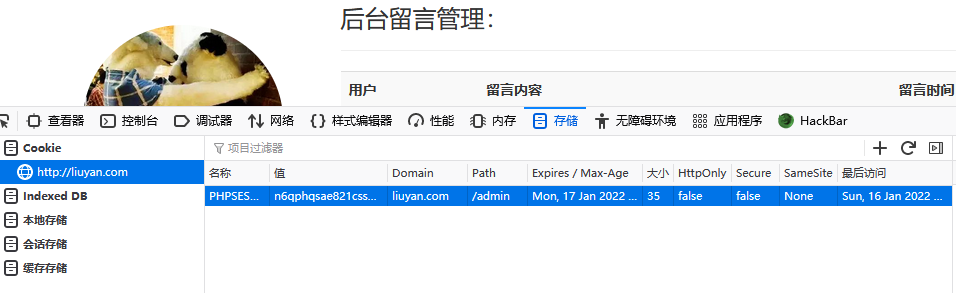 后台留言管理：
用户 留言内容 留言时间
查看器 控制台 调试器 网络 样式编辑器 性能 内存 存储 无障碍环境 应用程序 HackBar
Cookie 项目过滤器
http://liuyan.com 名称 值 Domain Path Expires / Max-Age 大小 HttpOnly Secure SameSite 最后访问
Indexed DB PHPSES... n6qphqsae821css... liuyan.com /admin Mon, 17 Jan 2022 ... 35 false false None Sun, 16 Jan 2022 ...
本地存储
会话存储
缓存存储